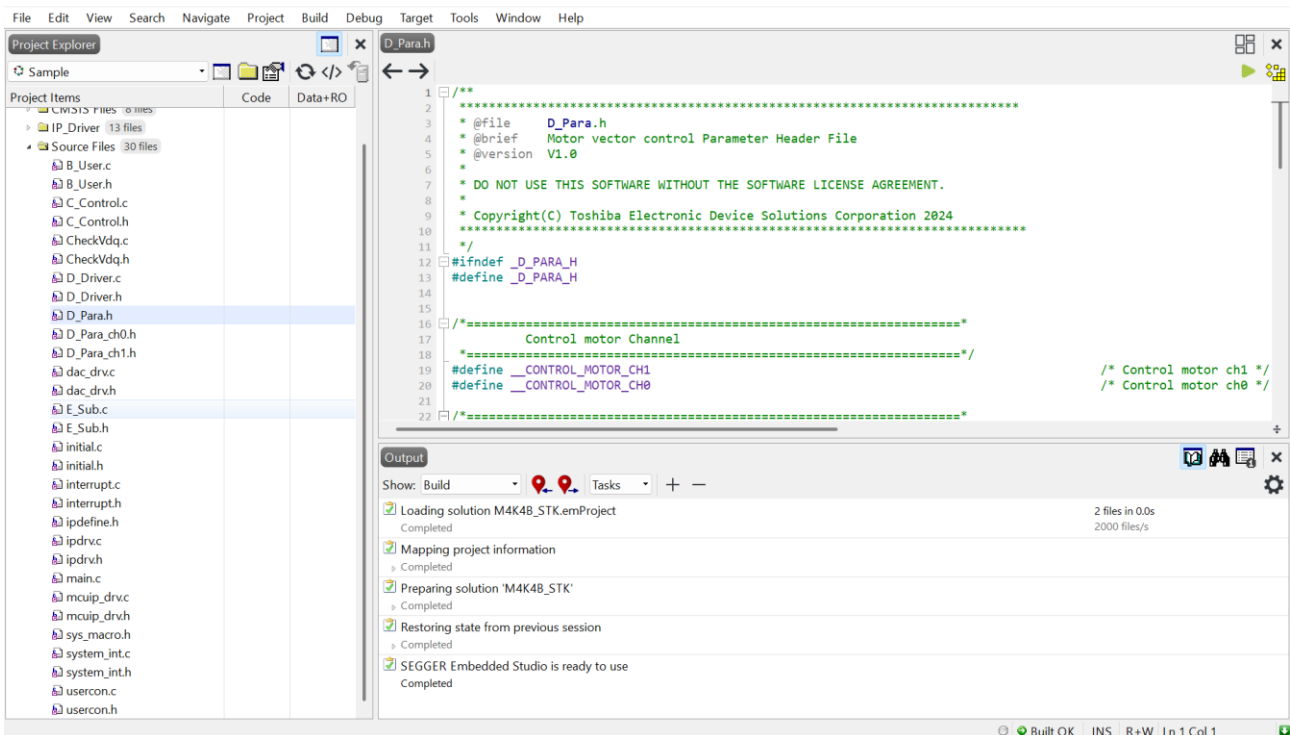 File Edit View Search Navigate Project Build Debug Target Tools Window Help
Project Explorer
Sample
Project Items Code Data+RO
CMSIS Files 8 files
IP_Driver 13 files
Source Files 30 files
B_User.c
B_User.h
C_Control.c
C_Control.h
CheckVdq.c
CheckVdq.h
D_Driver.c
D_Driver.h
D_Para.h
D_Para_ch0.h
D_Para_ch1.h
dac_drv.c
dac_drv.h
E_Sub.c
E_Sub.h
initial.c
initial.h
interrupt.c
interrupt.h
ipdefine.h
ipdrv.c
ipdrv.h
main.c
mcuip_drv.c
mcuip_drv.h
sys_macro.h
system_int.c
system_int.h
usercon.c
usercon.h
D_Para.h
1 /**
2 ****************************************************************************
3 * @file D_Para.h
4 * @brief Motor vector control Parameter Header File
5 * @version V1.0
6 *
7 * DO NOT USE THIS SOFTWARE WITHOUT THE SOFTWARE LICENSE AGREEMENT.
8 *
9 * Copyright(C) Toshiba Electronic Device Solutions Corporation 2024
10 *****************************************************************************
11 */
12 #ifndef _D_PARA_H
13 #define _D_PARA_H
14
15
16 /*===================================================================*
17 Control motor Channel
18 *===================================================================*/
19 #define __CONTROL_MOTOR_CH1 /* Control motor ch1 */
20 #define __CONTROL_MOTOR_CH0 /* Control motor ch0 */
21
22 /*===================================================================*
Output
Show: Build Tasks
Loading solution M4K4B_STK.emProject 2 files in 0.0s
Completed 2000 files/s
Mapping project information
Completed
Preparing solution 'M4K4B_STK'
Completed
Restoring state from previous session
Completed
SEGGER Embedded Studio is ready to use
Completed
Built OK INS R+W Ln 1 Col 1